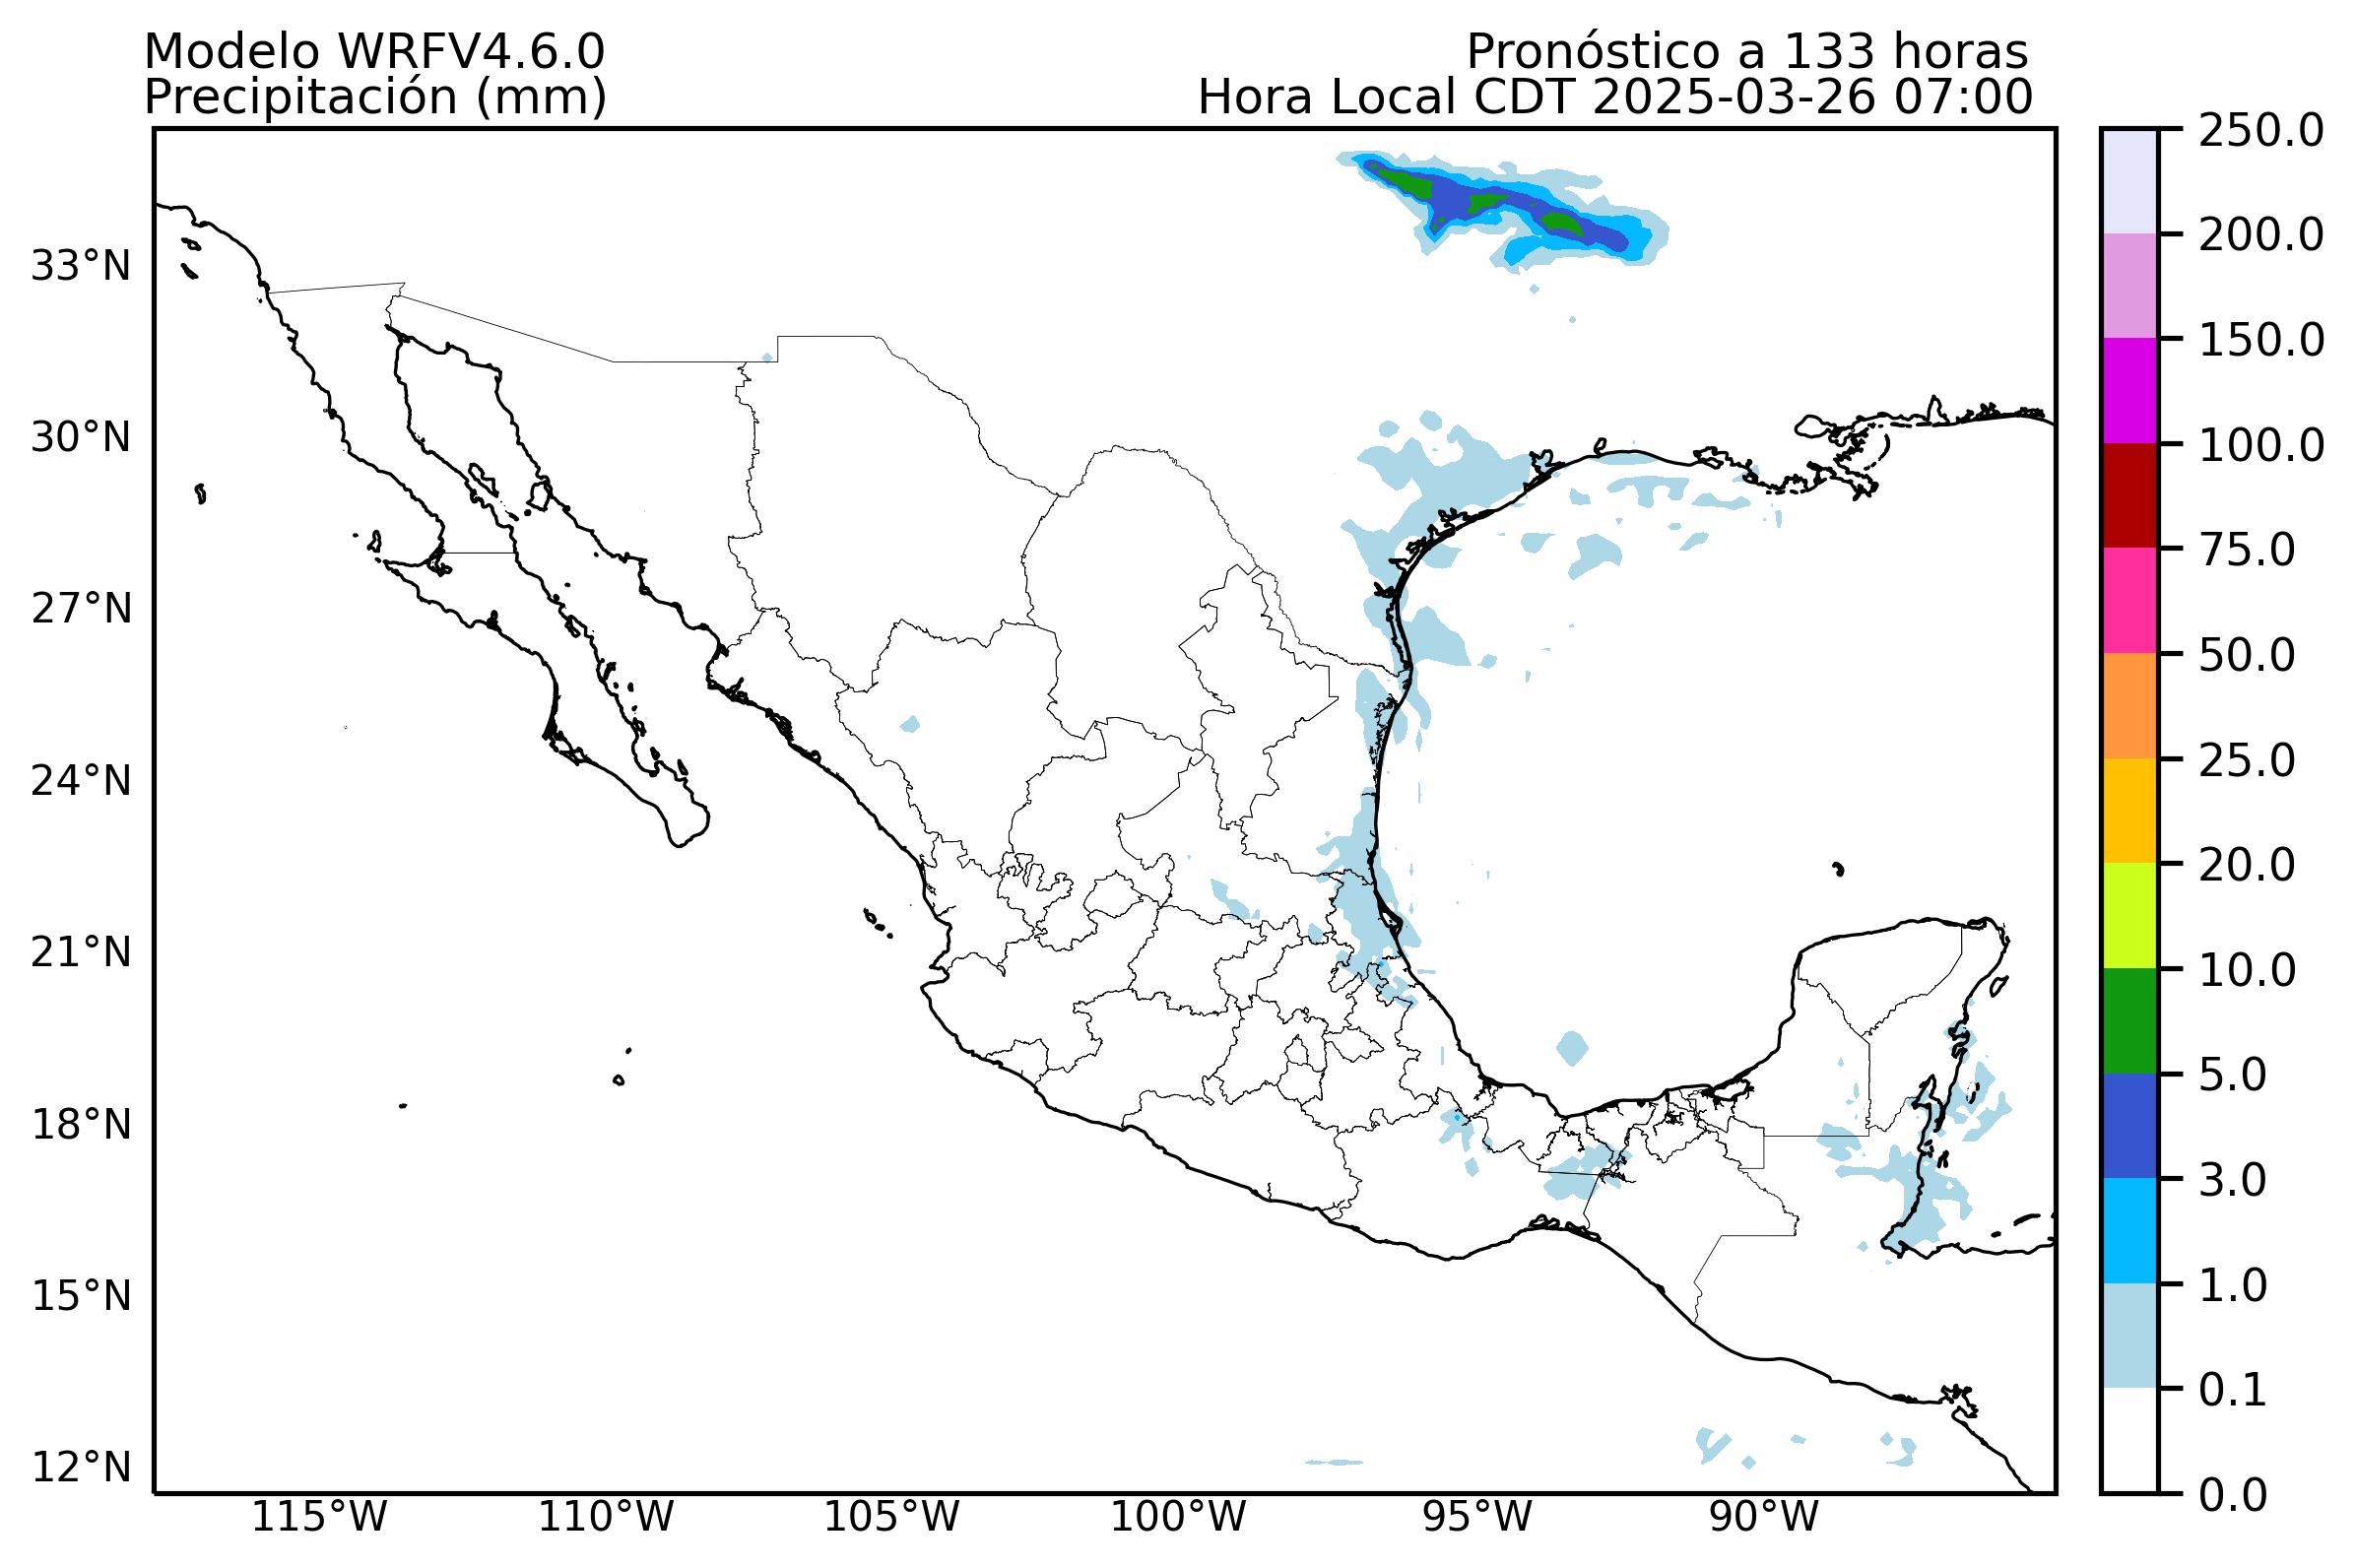 Modelo WRFV4.6.0
Pronóstico a 133 horas
Precipitación (mm)
Hora Local CDT 2025-03-26 07:00
33°N
30°N
27°N
24°N
21°N
18°N
15°N
12°N
115°W
110°W
105°W
100°W
95°W
90°W
250.0
200.0
150.0
100.0
75.0
50.0
25.0
20.0
10.0
5.0
3.0
1.0
0.1
0.0